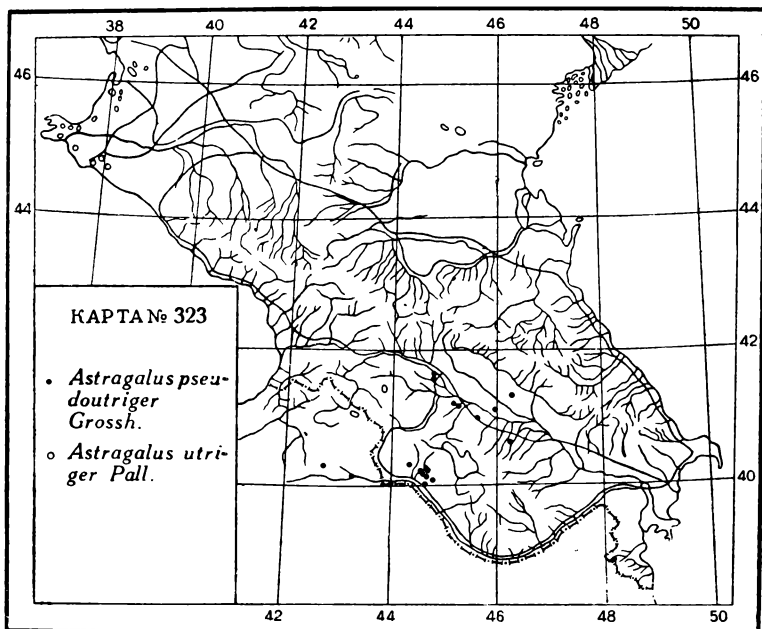 38 40 42 44 46 48 50
46 46
44 44
КАРТА № 323
42
• Astragalus pseu-
doutriger
Grossh.
○ Astragalus utri-
ger Pall.
40
42 44 46 48 50